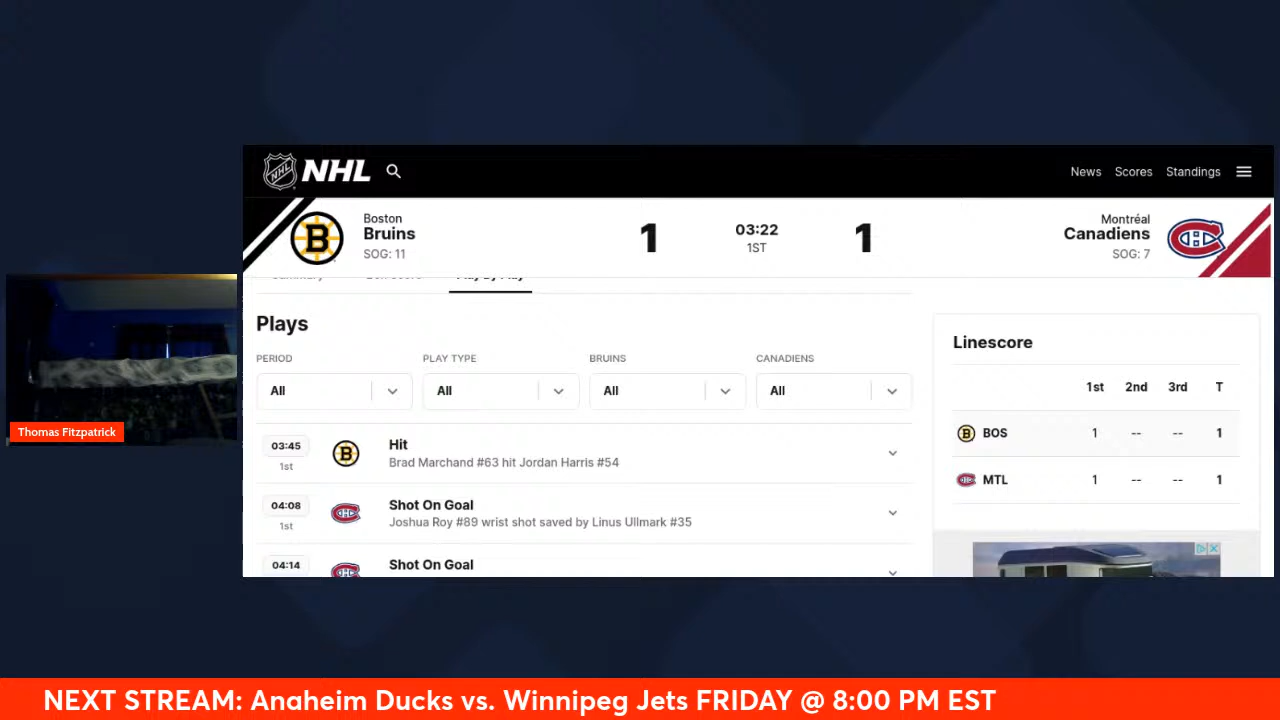 NHL
News Scores Standings
Boston
Bruins
SOG: 11
1
03:22
1ST
1
Montréal
Canadiens
SOG: 7
Play By Play
Plays
PERIOD
PLAY TYPE
BRUINS
CANADIENS
All
All
All
All
03:45
1st
Hit
Brad Marchand #63 hit Jordan Harris #54
04:08
1st
Shot On Goal
Joshua Roy #89 wrist shot saved by Linus Ullmark #35
04:14
Shot On Goal
Linescore
1st 2nd 3rd T
BOS 1 -- -- 1
MTL 1 -- -- 1
Thomas Fitzpatrick
NEXT STREAM: Anaheim Ducks vs. Winnipeg Jets FRIDAY @ 8:00 PM EST